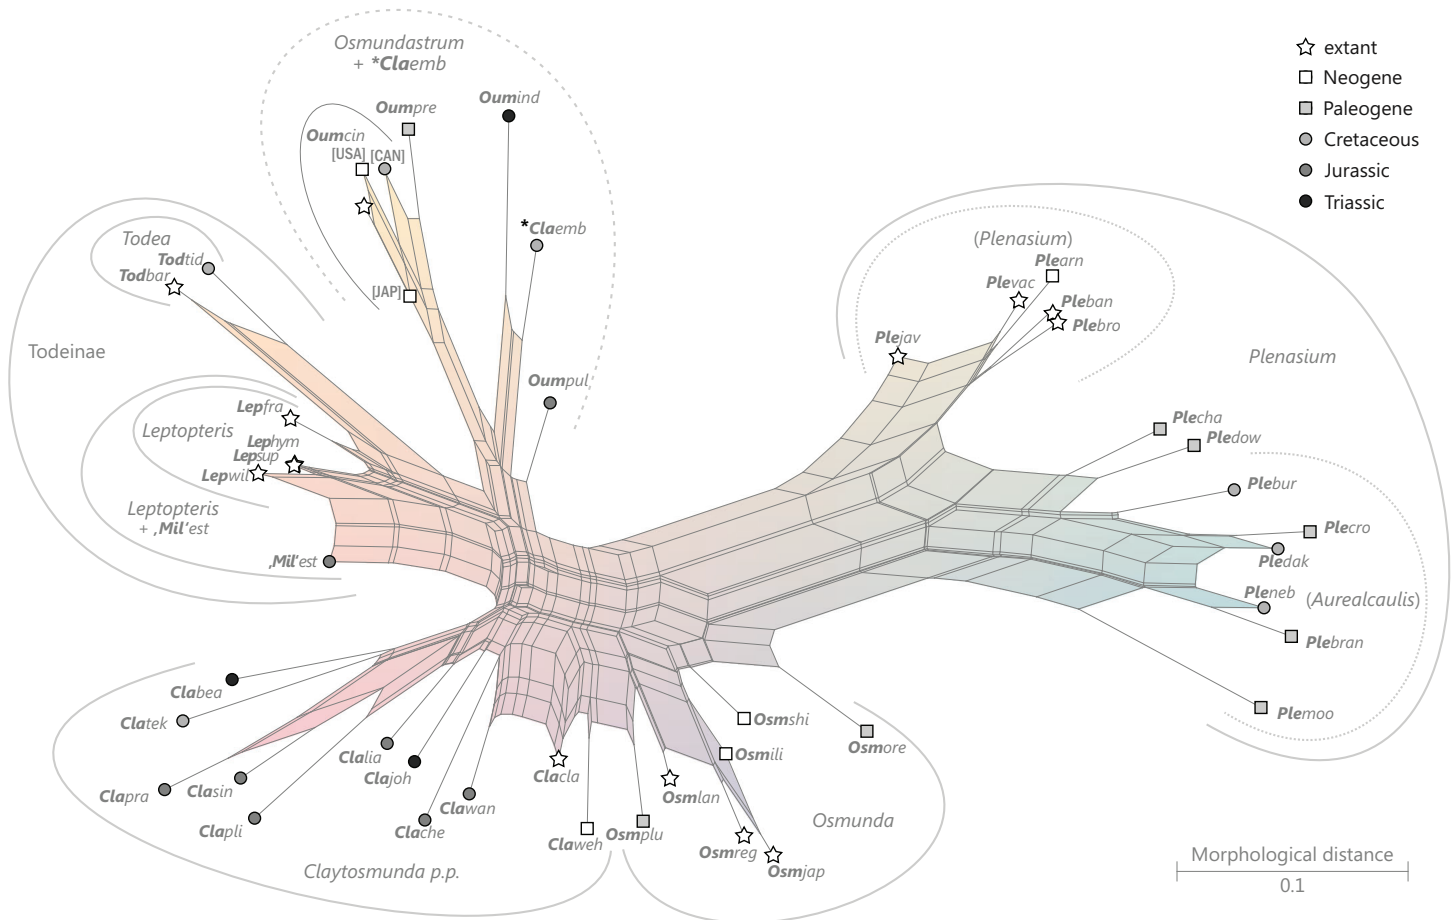 Osmundastrum
+ *Claemb
Oumpre
Oumind
Oumcin
[USA] [CAN]
*Claemb
[JAP]
Oumpul
extant
Neogene
Paleogene
Cretaceous
Jurassic
Triassic
Todea
Todtid
Todbar
Todeinae
Lepfra
Leptopteris
Lephym
Lepsup
Lepwil
Leptopteris
+ ‚Mil‘est
‚Mil‘est
(Plenasium)
Plearn
Plevac
Pleban
Plebro
Plejav
Plenasium
Plecha
Pledow
Plebur
Plecro
Pledak
Pleneb
(Aurealcaulis)
Plebran
Plemoo
Clabea
Clatek
Clapra
Clasin
Clapli
Clalia
Clajoh
Clache
Clawan
Clacla
Claweh
Claytosmunda p.p.
Osmplu
Osmlan
Osmshi
Osmili
Osmore
Osmreg
Osmjap
Osmunda
Morphological distance
0.1